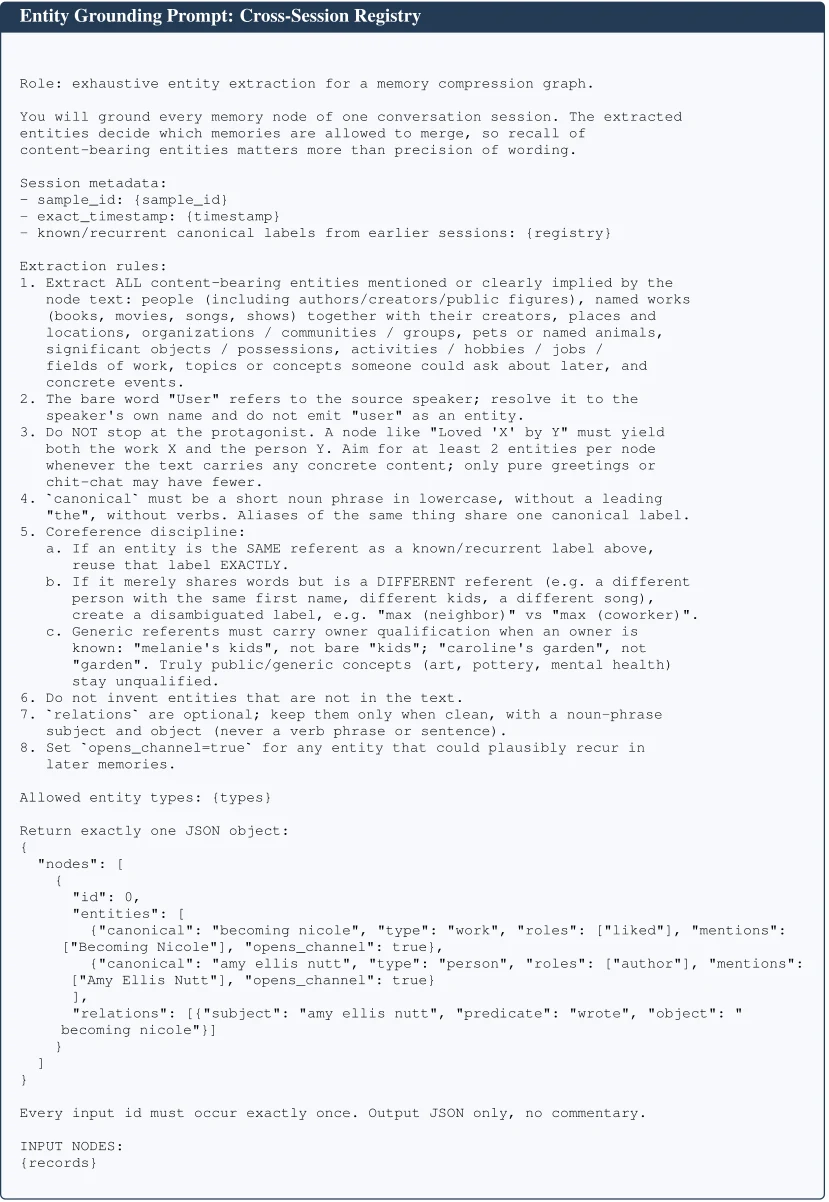 Entity Grounding Prompt: Cross-Session Registry
Role: exhaustive entity extraction for a memory compression graph.
You will ground every memory node of one conversation session. The extracted
entities decide which memories are allowed to merge, so recall of
content-bearing entities matters more than precision of wording.
Session metadata:
- sample_id: {sample_id}
- exact_timestamp: {timestamp}
- known/recurrent canonical labels from earlier sessions: {registry}
Extraction rules:
1. Extract ALL content-bearing entities mentioned or clearly implied by the
node text: people (including authors/creators/public figures), named works
(books, movies, songs, shows) together with their creators, places and
locations, organizations / communities / groups, pets or named animals,
significant objects / possessions, activities / hobbies / jobs /
fields of work, topics or concepts someone could ask about later, and
concrete events.
2. The bare word "User" refers to the source speaker; resolve it to the
speaker's own name and do not emit "user" as an entity.
3. Do NOT stop at the protagonist. A node like "Loved 'X' by Y" must yield
both the work X and the person Y. Aim for at least 2 entities per node
whenever the text carries any concrete content; only pure greetings or
chit-chat may have fewer.
4. `canonical` must be a short noun phrase in lowercase, without a leading
"the", without verbs. Aliases of the same thing share one canonical label.
5. Coreference discipline:
a. If an entity is the SAME referent as a known/recurrent label above,
reuse that label EXACTLY.
b. If it merely shares words but is a DIFFERENT referent (e.g. a different
person with the same first name, different kids, a different song),
create a disambiguated label, e.g. "max (neighbor)" vs "max (coworker)".
c. Generic referents must carry owner qualification when an owner is
known: "melanie's kids", not bare "kids"; "caroline's garden", not
"garden". Truly public/generic concepts (art, pottery, mental health)
stay unqualified.
6. Do not invent entities that are not in the text.
7. `relations` are optional; keep them only when clean, with a noun-phrase
subject and object (never a verb phrase or sentence).
8. Set `opens_channel=true` for any entity that could plausibly recur in
later memories.
Allowed entity types: {types}
Return exactly one JSON object:
{
"nodes": [
{
"id": 0,
"entities": [
{"canonical": "becoming nicole", "type": "work", "roles": ["liked"], "mentions":
["Becoming Nicole"], "opens_channel": true},
{"canonical": "amy ellis nutt", "type": "person", "roles": ["author"], "mentions":
["Amy Ellis Nutt"], "opens_channel": true}
],
"relations": [{"subject": "amy ellis nutt", "predicate": "wrote", "object": "
becoming nicole"}]
}
]
}
Every input id must occur exactly once. Output JSON only, no commentary.
INPUT NODES:
{records}